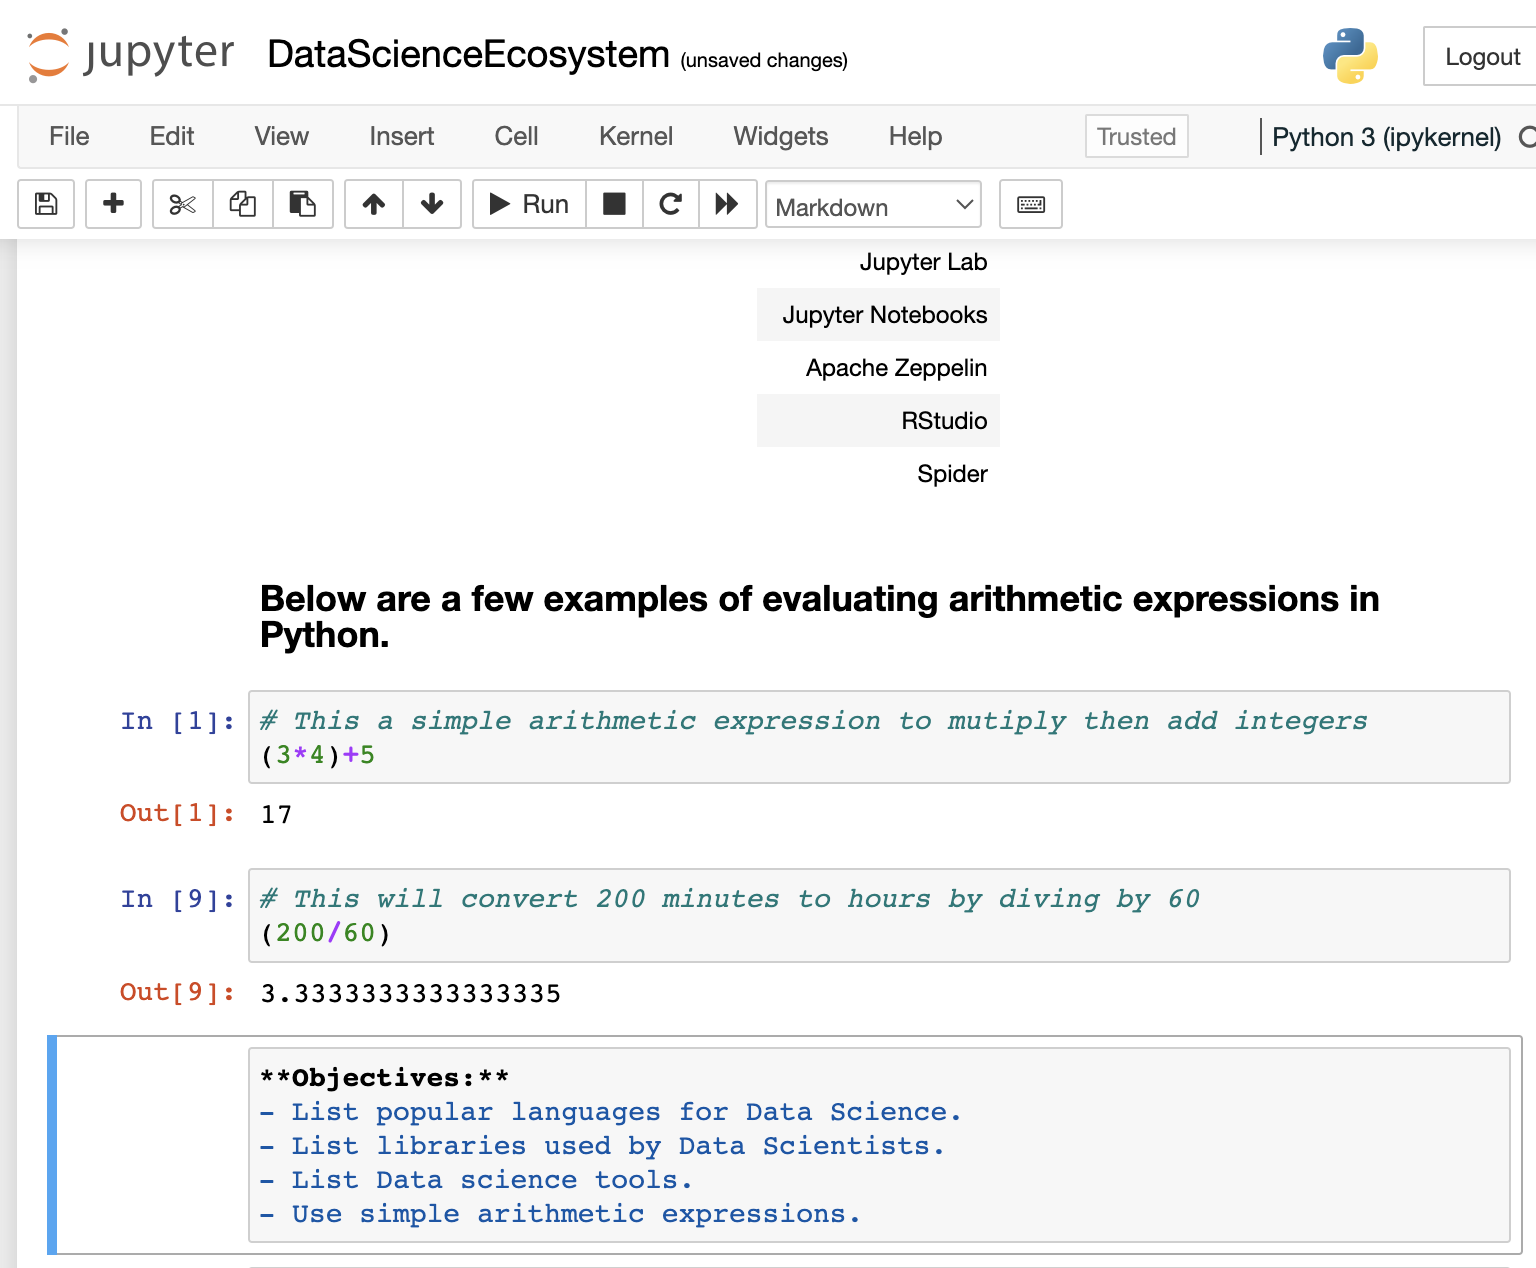 jupyter DataScienceEcosystem (unsaved changes) Logout
File Edit View Insert Cell Kernel Widgets Help Trusted Python 3 (ipykernel)
Run Markdown
Jupyter Lab
Jupyter Notebooks
Apache Zeppelin
RStudio
Spider
Below are a few examples of evaluating arithmetic expressions in
Python.
In [1]: # This a simple arithmetic expression to mutiply then add integers
(3*4)+5
Out[1]: 17
In [9]: # This will convert 200 minutes to hours by diving by 60
(200/60)
Out[9]: 3.3333333333333335
**Objectives:**
- List popular languages for Data Science.
- List libraries used by Data Scientists.
- List Data science tools.
- Use simple arithmetic expressions.